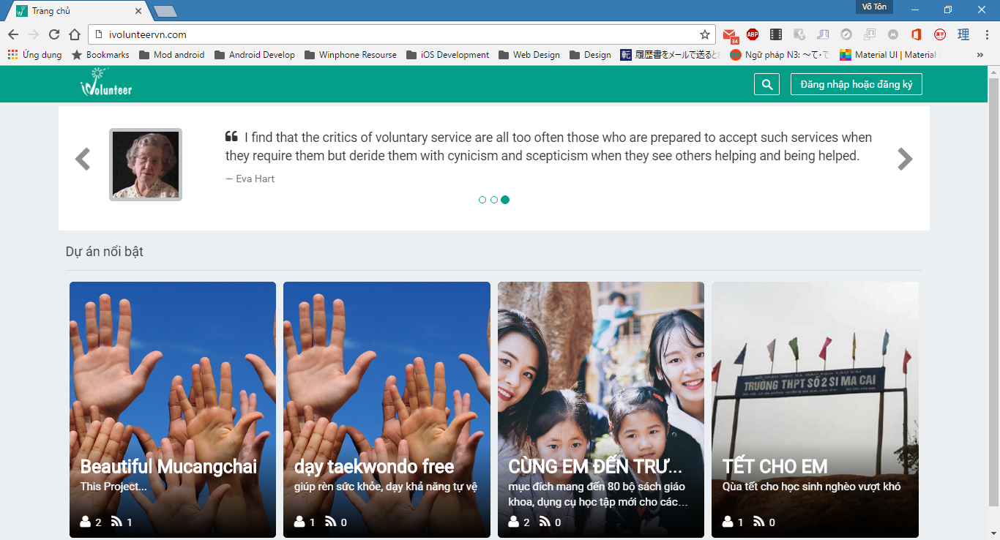 Trang chủ
Võ Tôn
ivolunteervn.com
34
ABP
理
Ứng dụng
Bookmarks
Mod android
Android Develop
Winphone Resourse
iOS Development
Web Design
Design
転 履歴書をメールで送ると
Ngữ pháp N3: ～て・で
Material UI | Material
iVolunteer
Đăng nhập hoặc đăng ký
I find that the critics of voluntary service are all too often those who are prepared to accept such services when
they require them but deride them with cynicism and scepticism when they see others helping and being helped.
— Eva Hart
Dự án nổi bật
Beautiful Mucangchai
This Project...
2 1
dạy taekwondo free
giúp rèn sức khỏe, dạy khả năng tự vệ
1 0
CÙNG EM ĐẾN TRƯ...
mục đích mang đến 80 bộ sách giáo
khoa, dụng cụ học tập mới cho các...
2 0
TRƯỜNG THPT SỐ 2 SI MA CAI
TẾT CHO EM
Qùa tết cho học sinh nghèo vượt khó
1 0